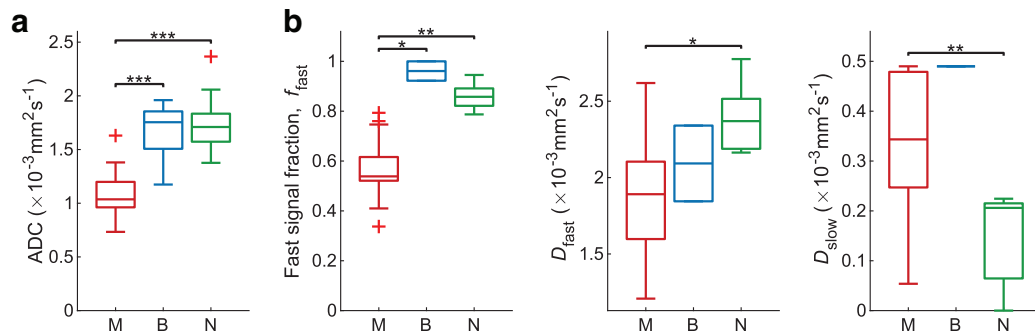 a
ADC (×10⁻³mm²s⁻¹)
2.5
2
1.5
1
0.5
0
***
***
M B N
b
Fast signal fraction, f_fast
1
0.8
0.6
0.4
0.2
0
**
*
M B N
D_fast (×10⁻³mm²s⁻¹)
2.5
2
1.5
*
M B N
D_slow (×10⁻³mm²s⁻¹)
0.5
0.4
0.3
0.2
0.1
0
**
M B N